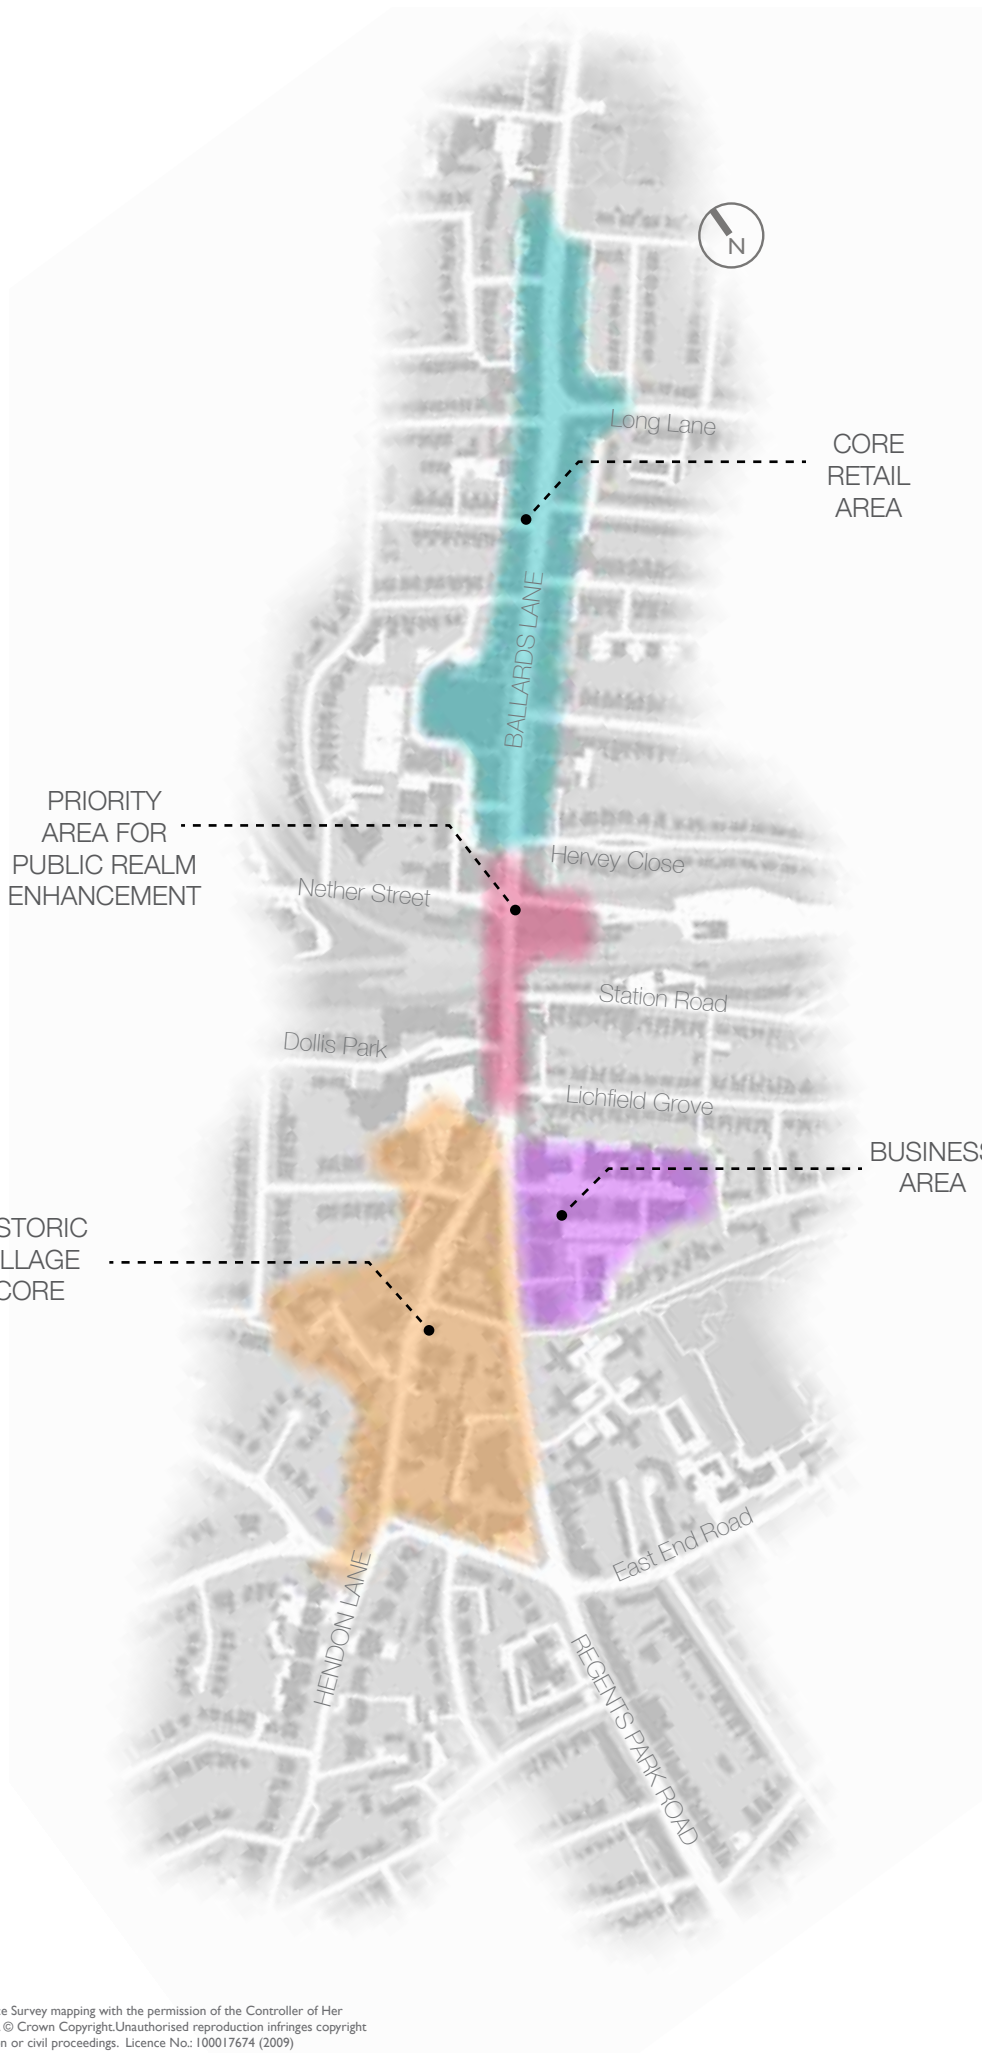 N
Long Lane
CORE
RETAIL
AREA
BALLARDS LANE
PRIORITY
AREA FOR
PUBLIC REALM
ENHANCEMENT
Hervey Close
Nether Street
Station Road
Dollis Park
Lichfield Grove
BUSINESS
AREA
STORIC
LLAGE
CORE
East End Road
HENDON LANE
REGENTS PARK ROAD
e Survey mapping with the permission of the Controller of Her
© Crown Copyright.Unauthorised reproduction infringes copyright
n or civil proceedings. Licence No.: 100017674 (2009)